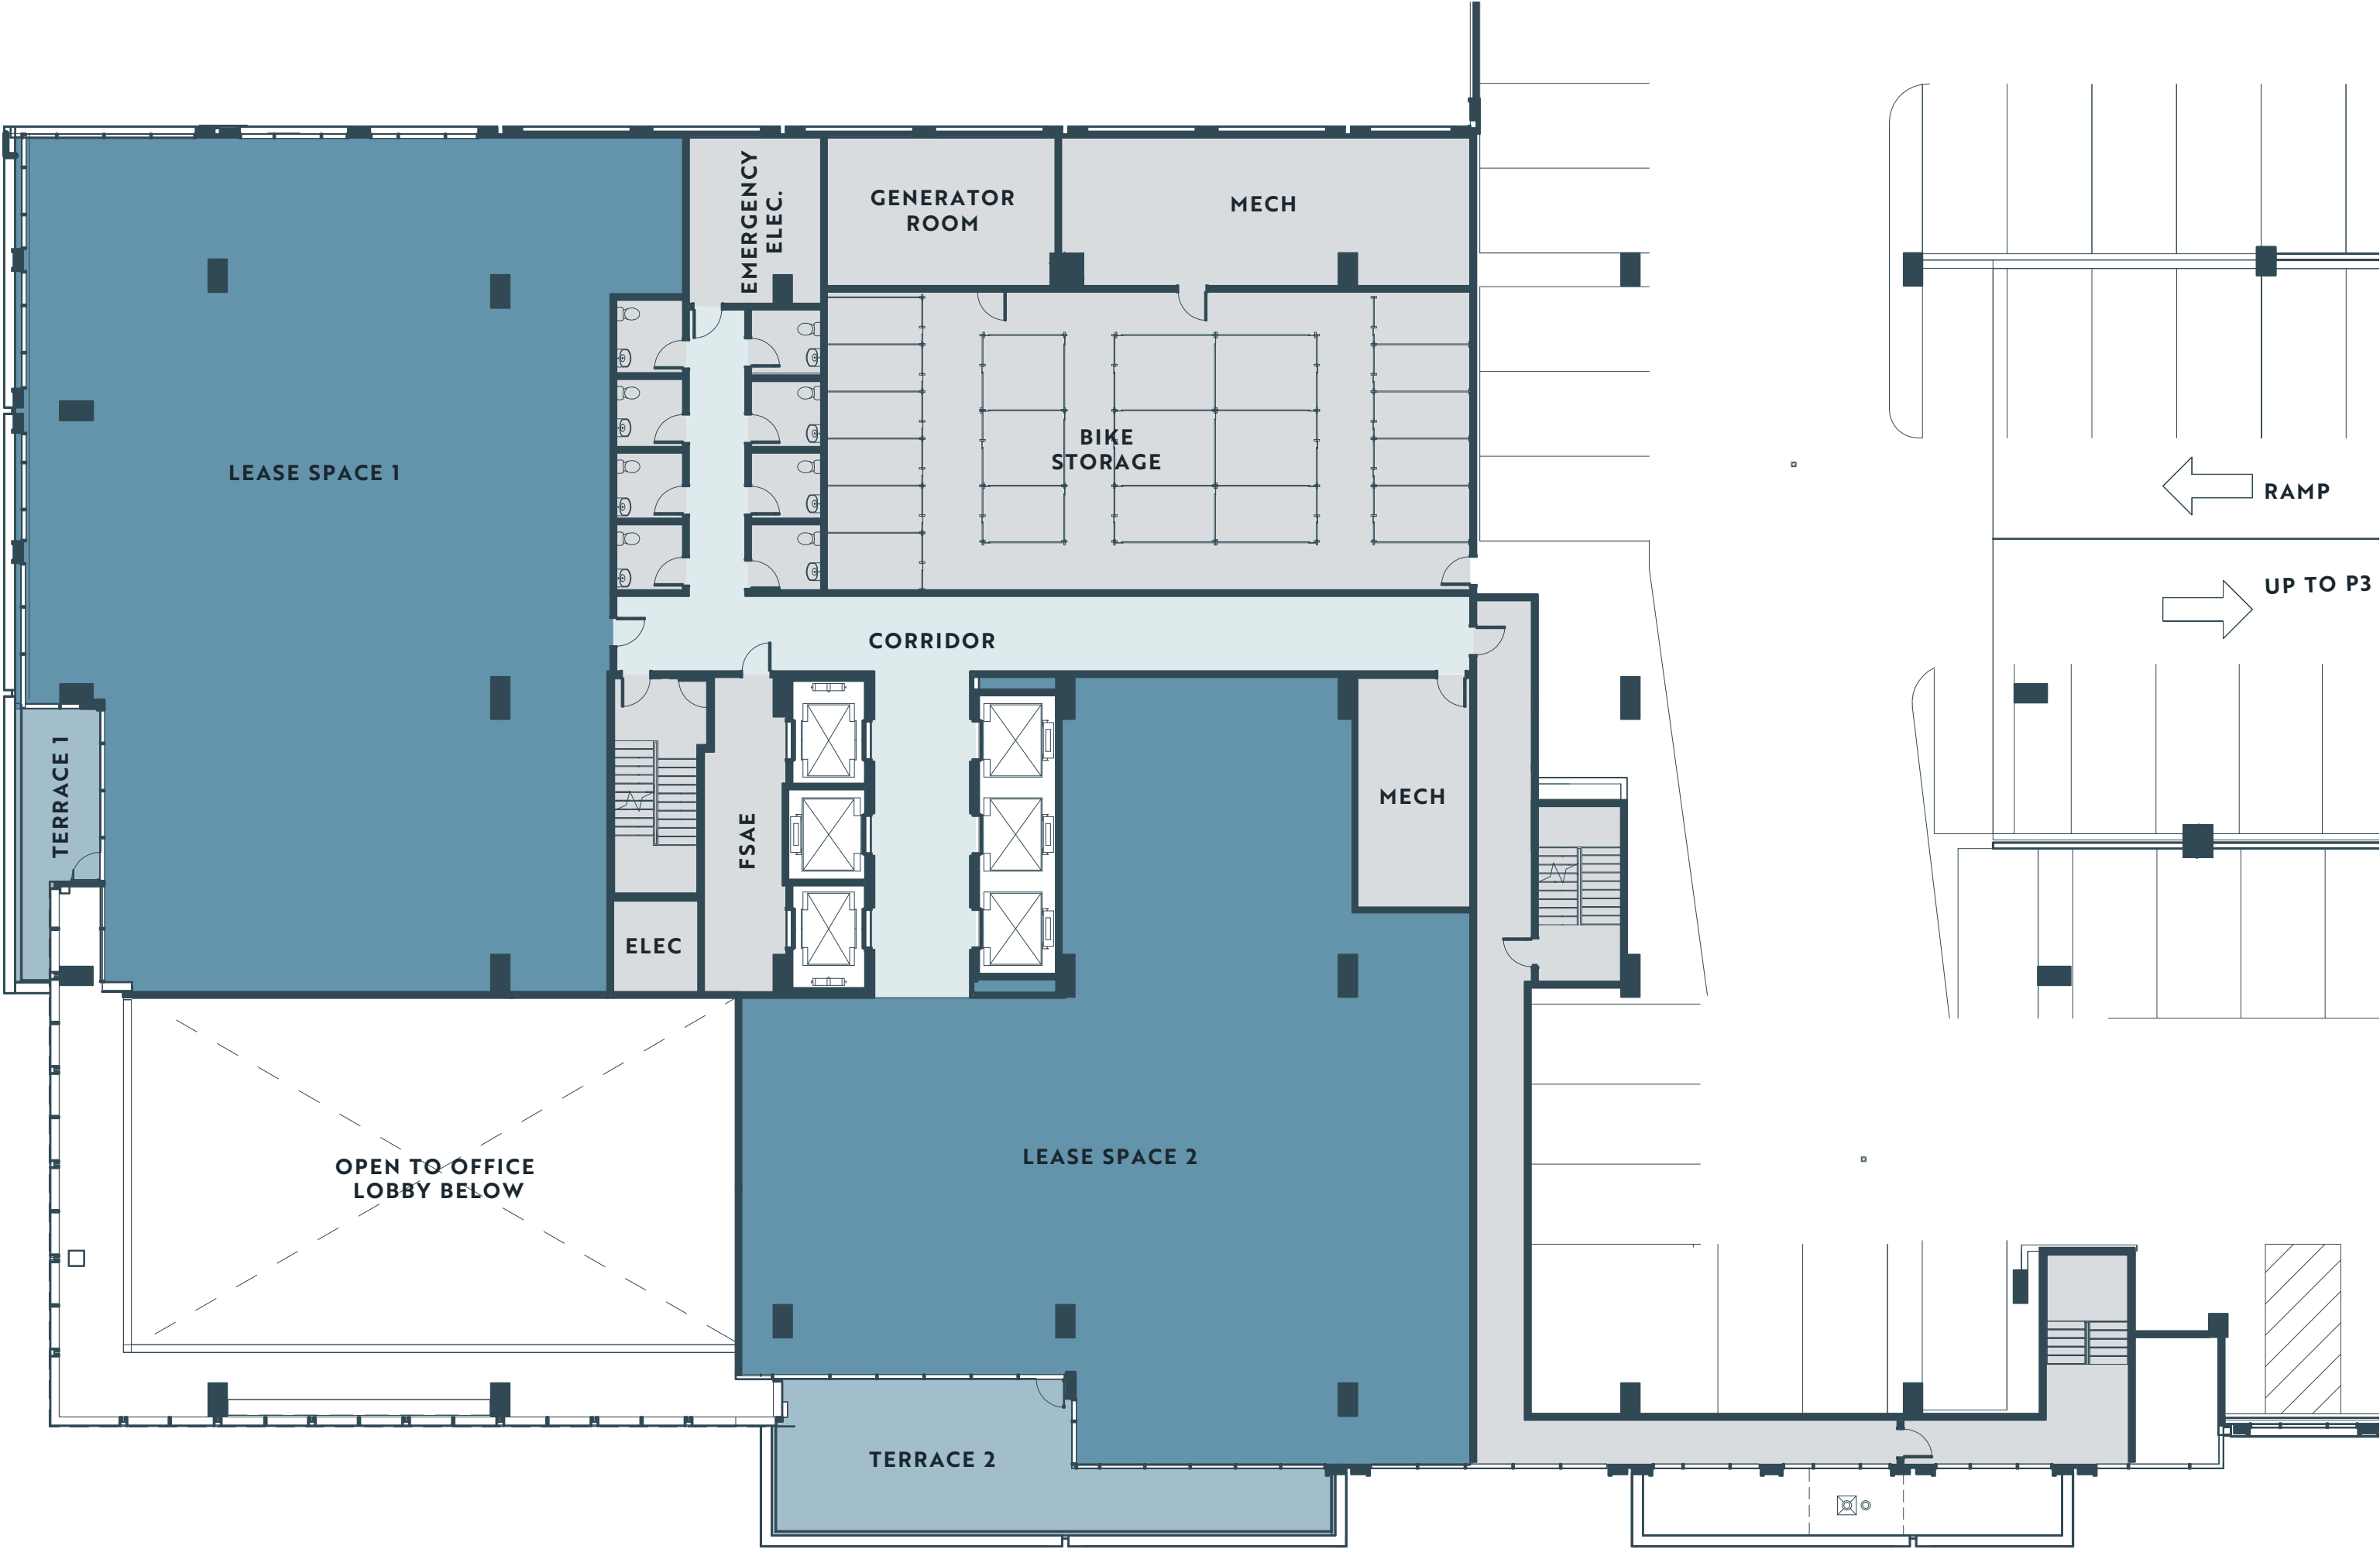 EMERGENCY
ELEC.
GENERATOR
ROOM
MECH
BIKE
STORAGE
LEASE SPACE 1
RAMP
UP TO P3
CORRIDOR
TERRACE 1
FSAE
MECH
ELEC
OPEN TO OFFICE
LOBBY BELOW
LEASE SPACE 2
TERRACE 2